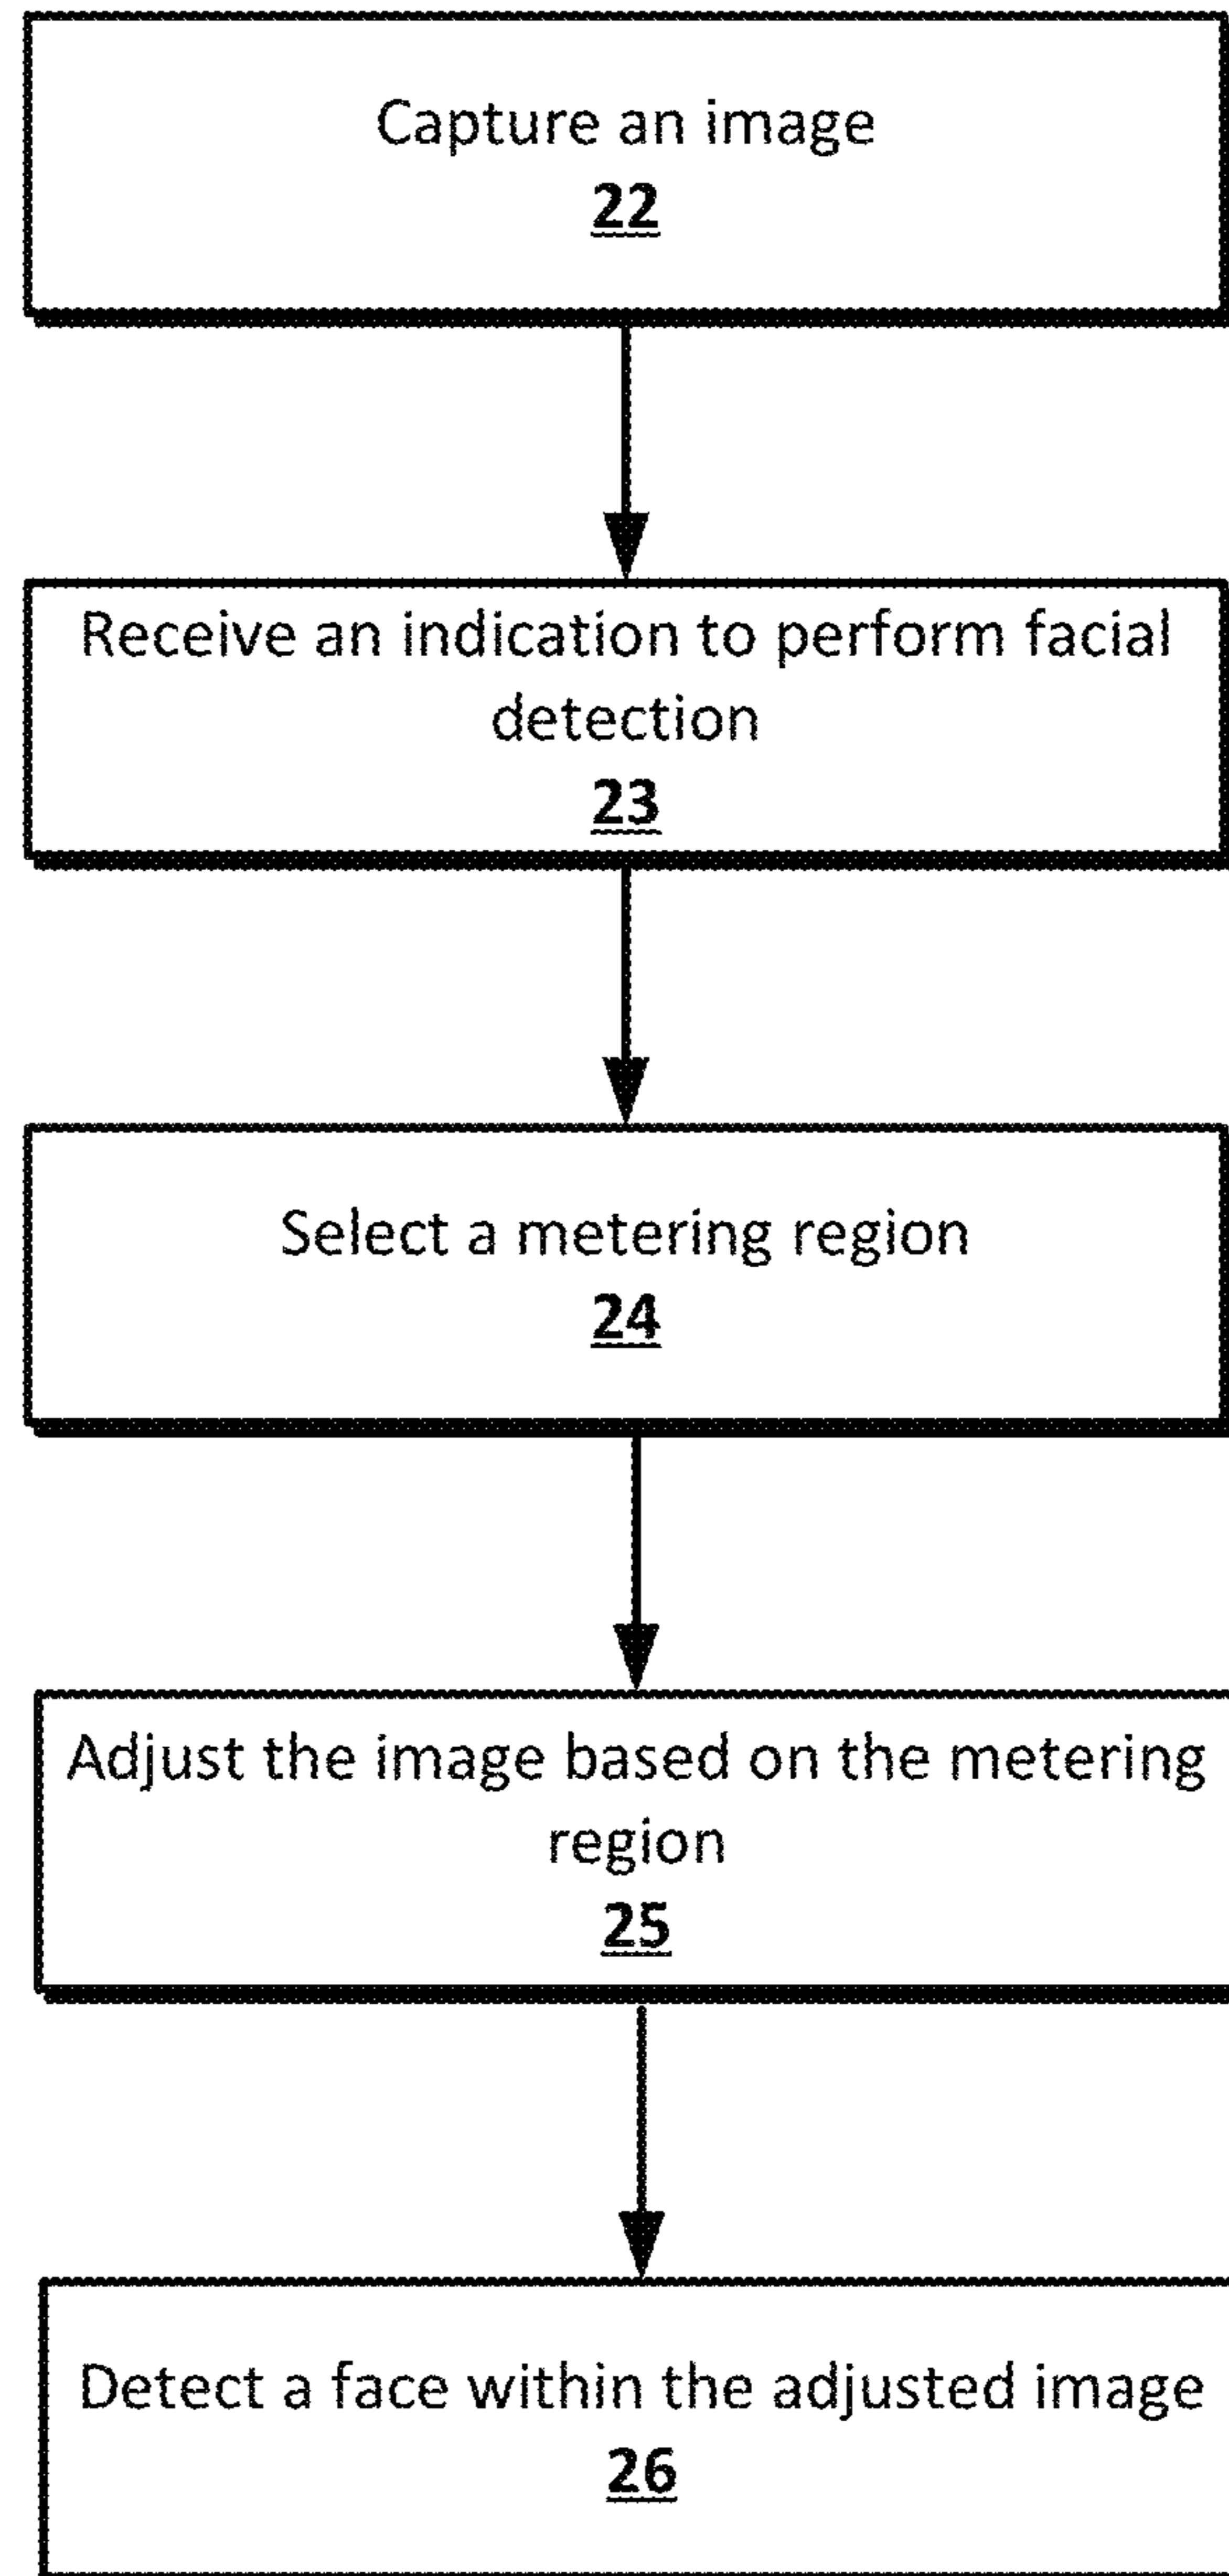 Capture an image
22
Receive an indication to perform facial
detection
23
Select a metering region
24
Adjust the image based on the metering
region
25
Detect a face within the adjusted image
26